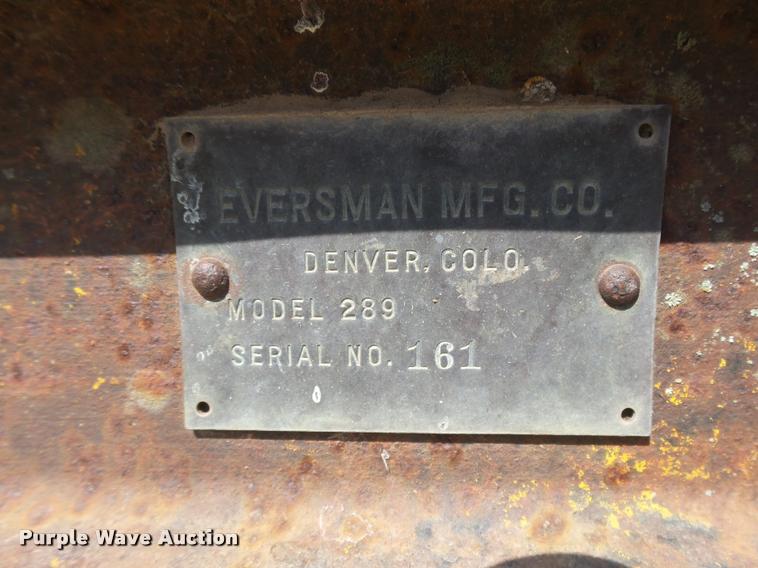 EVERSMAN MFG. CO.
DENVER, COLO.
MODEL 289
SERIAL NO. 161
Purple Wave Auction